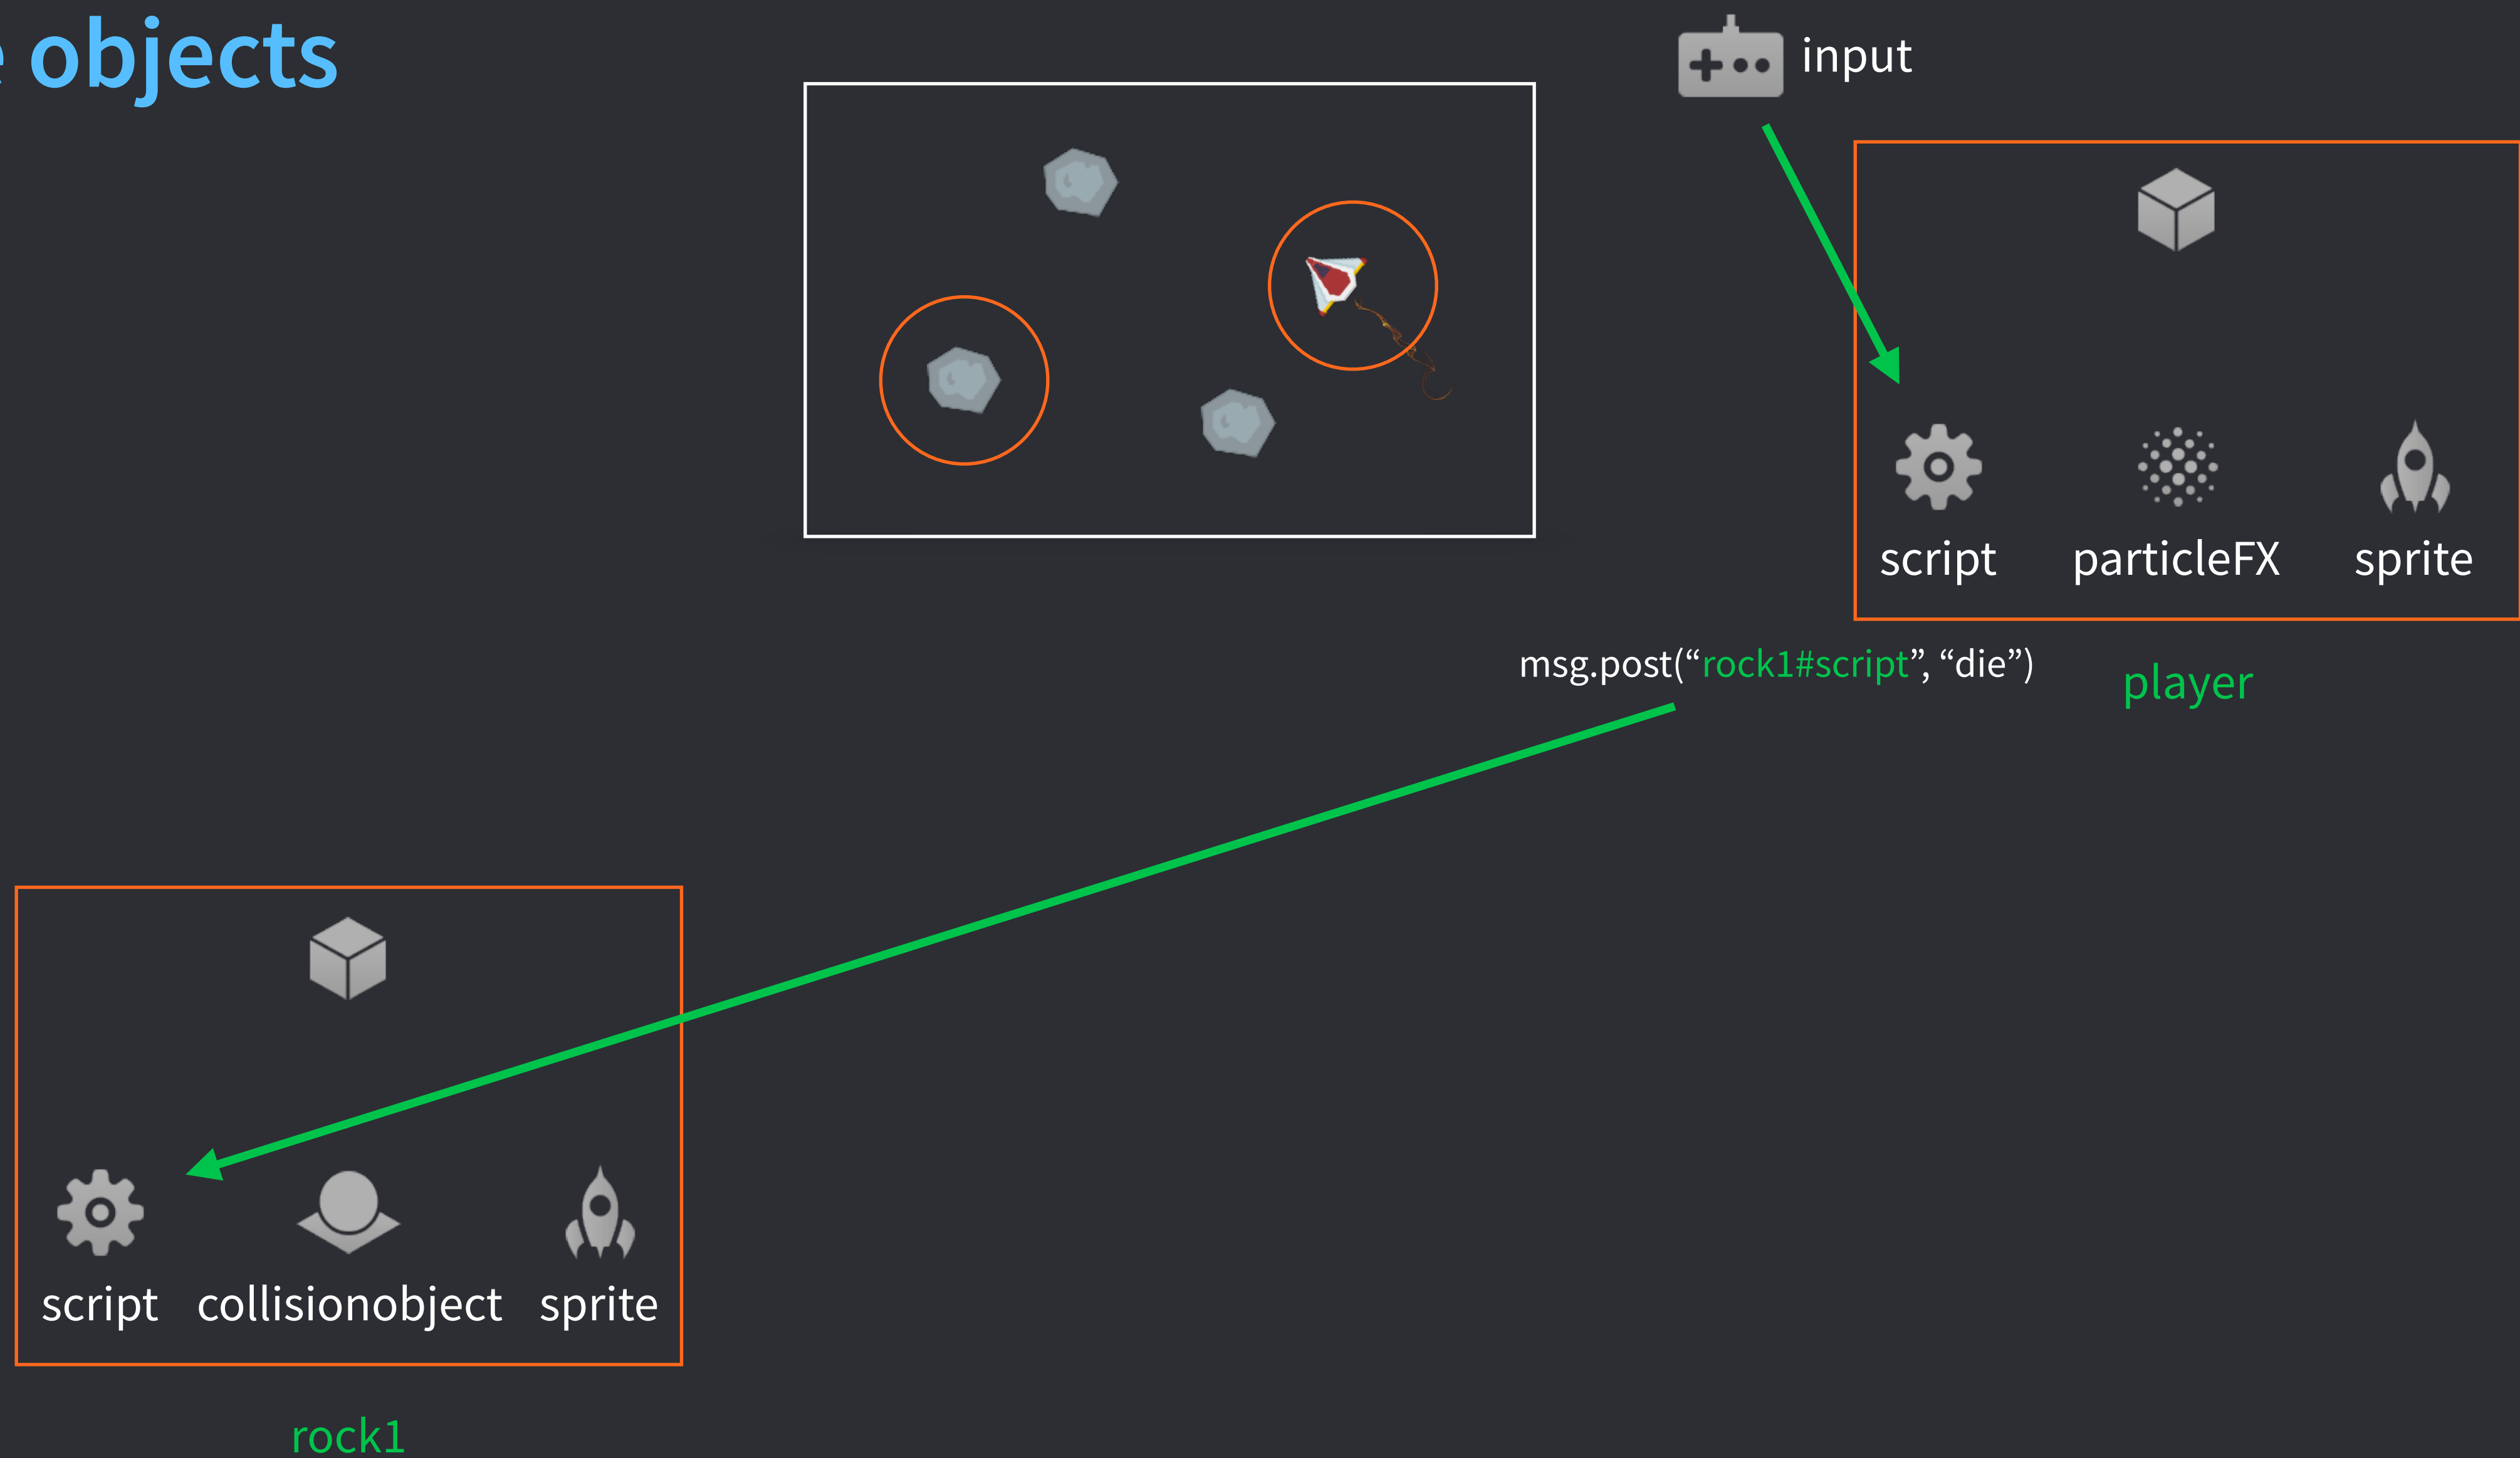 objects
input
script particleFX sprite
msg.post(“rock1#script”, “die”)
player
script collisionobject sprite
rock1